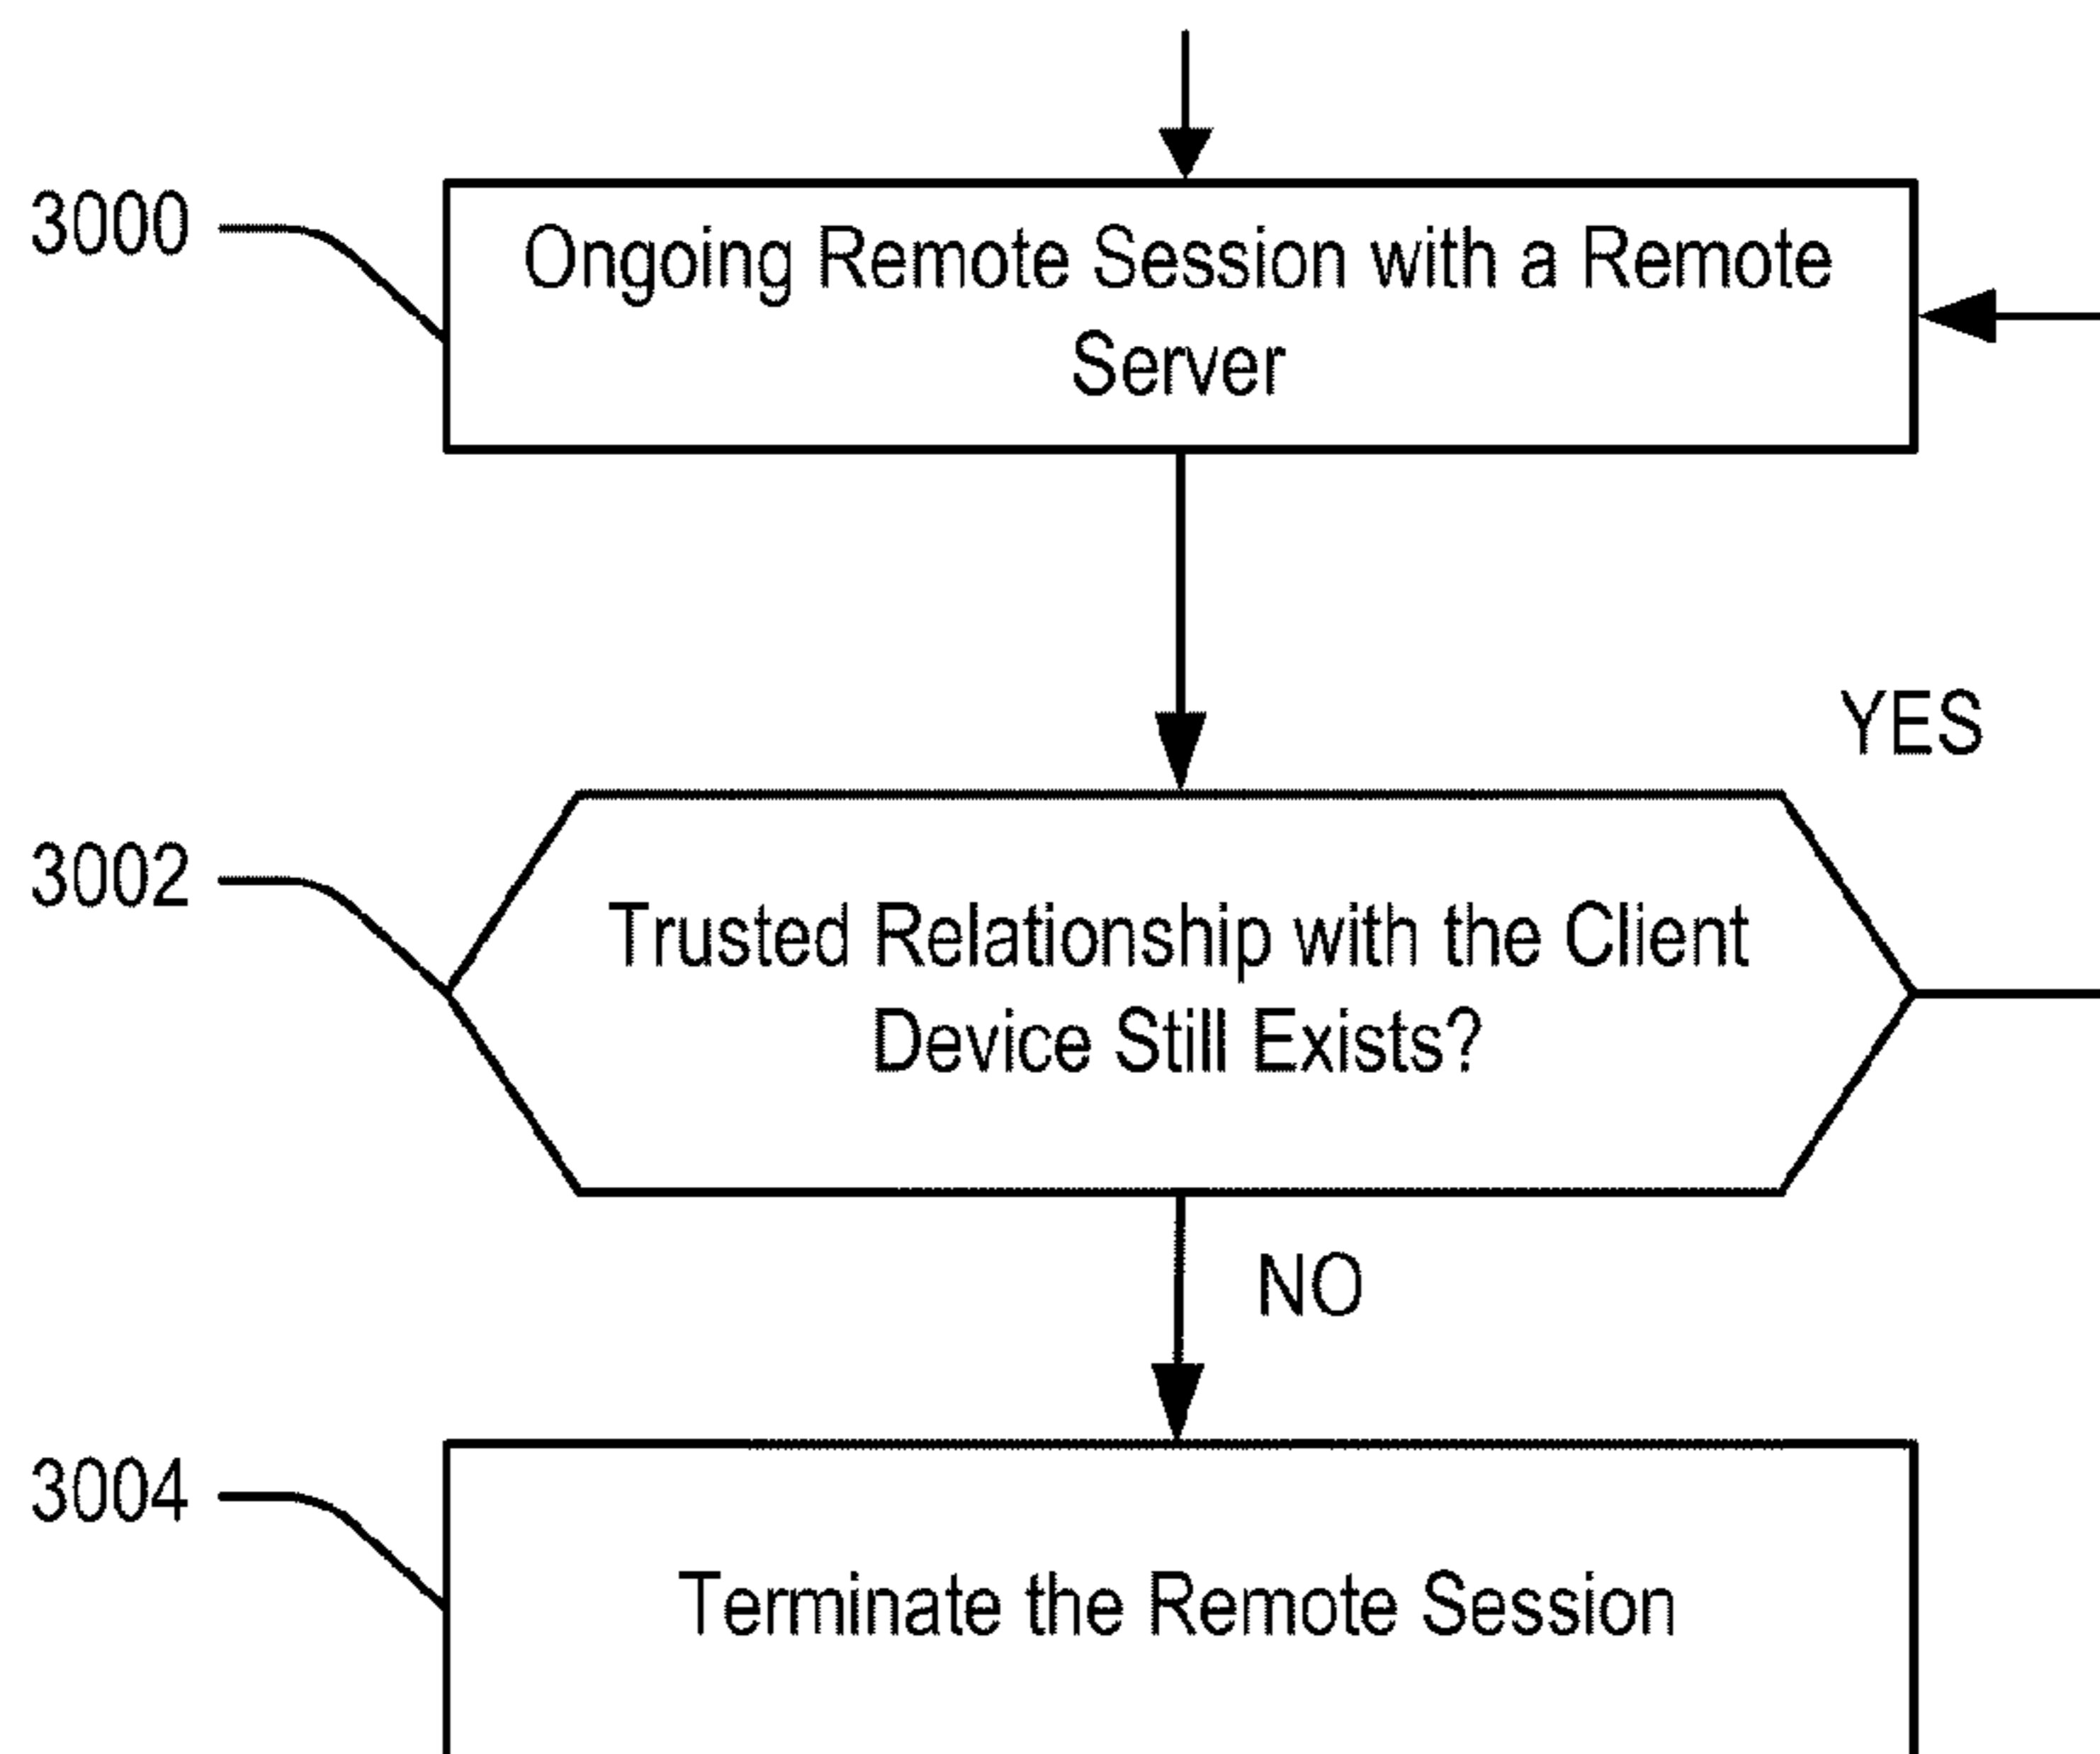 3000
Ongoing Remote Session with a Remote
Server
YES
3002
Trusted Relationship with the Client
Device Still Exists?
NO
3004
Terminate the Remote Session